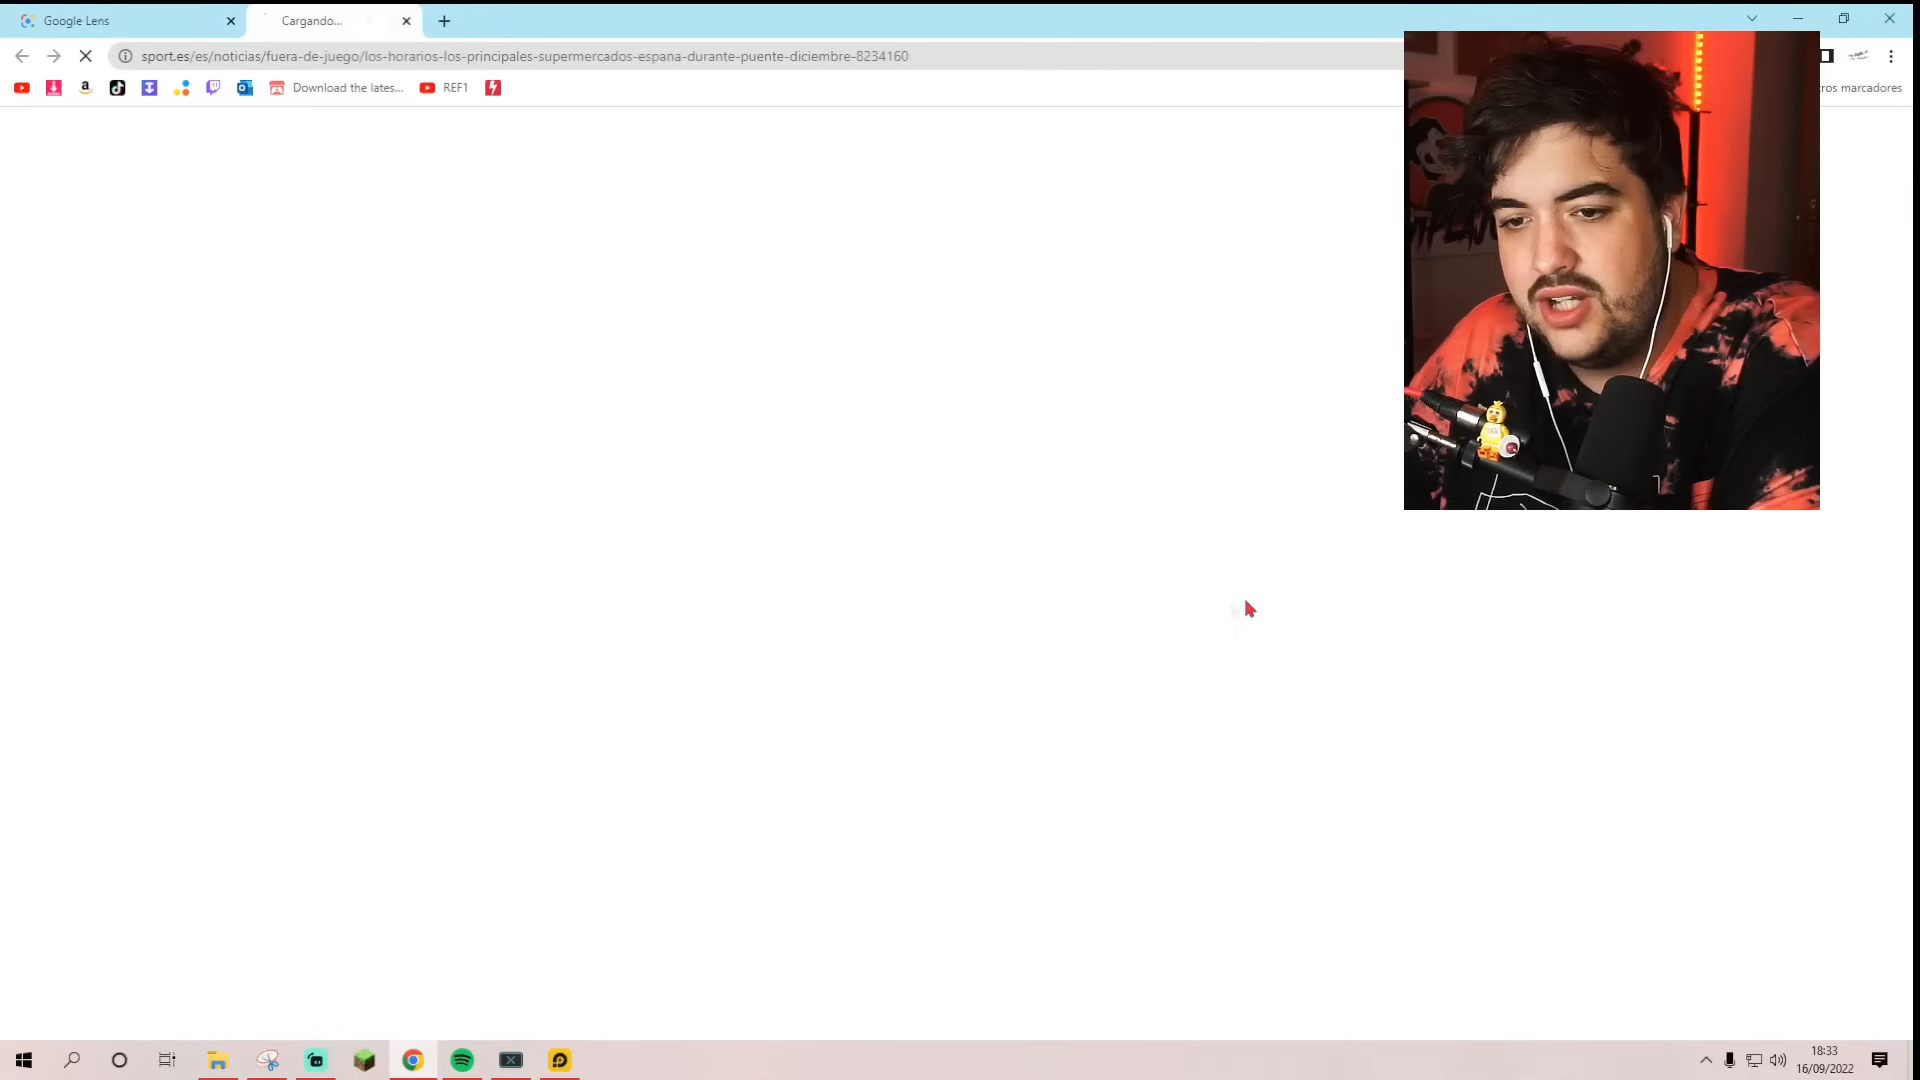 Google Lens
Cargando...
sport.es/es/noticias/fuera-de-juego/los-horarios-los-principales-supermercados-espana-durante-puente-diciembre-8234160
Download the lates...
REF1
ros marcadores
18:33
16/09/2022